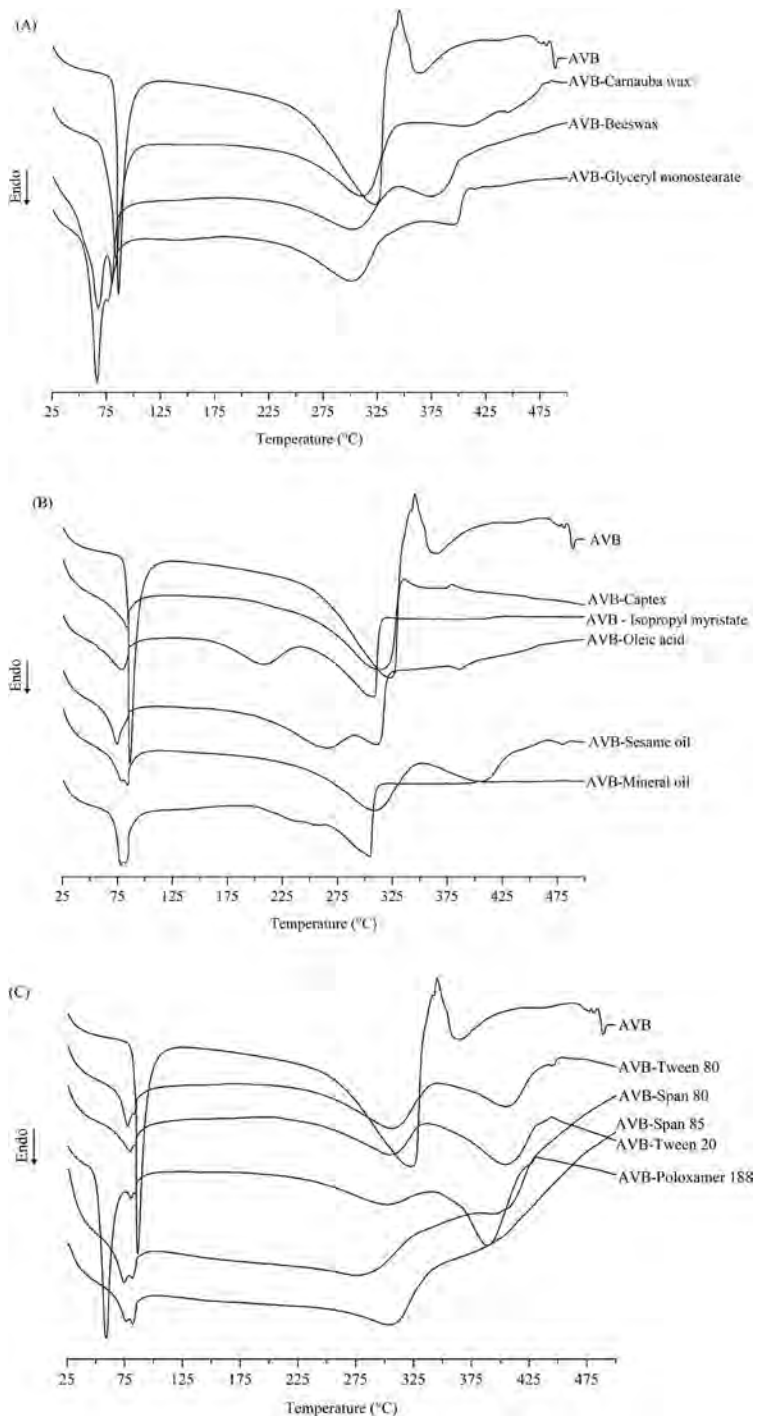 (A)
AVB
AVB-Carnauba wax
AVB-Beeswax
AVB-Glyceryl monostearate
Endo
25 75 125 175 225 275 325 375 425 475
Temperature (°C)
(B)
AVB
AVB-Captex
AVB - Isopropyl myristate
AVB-Oleic acid
Endo
AVB-Sesame oil
AVB-Mineral oil
25 75 125 175 225 275 325 375 425 475
Temperature (°C)
(C)
AVB
AVB-Tween 80
AVB-Span 80
AVB-Span 85
Endo
AVB-Tween 20
AVB-Poloxamer 188
25 75 125 175 225 275 325 375 425 475
Temperature (°C)